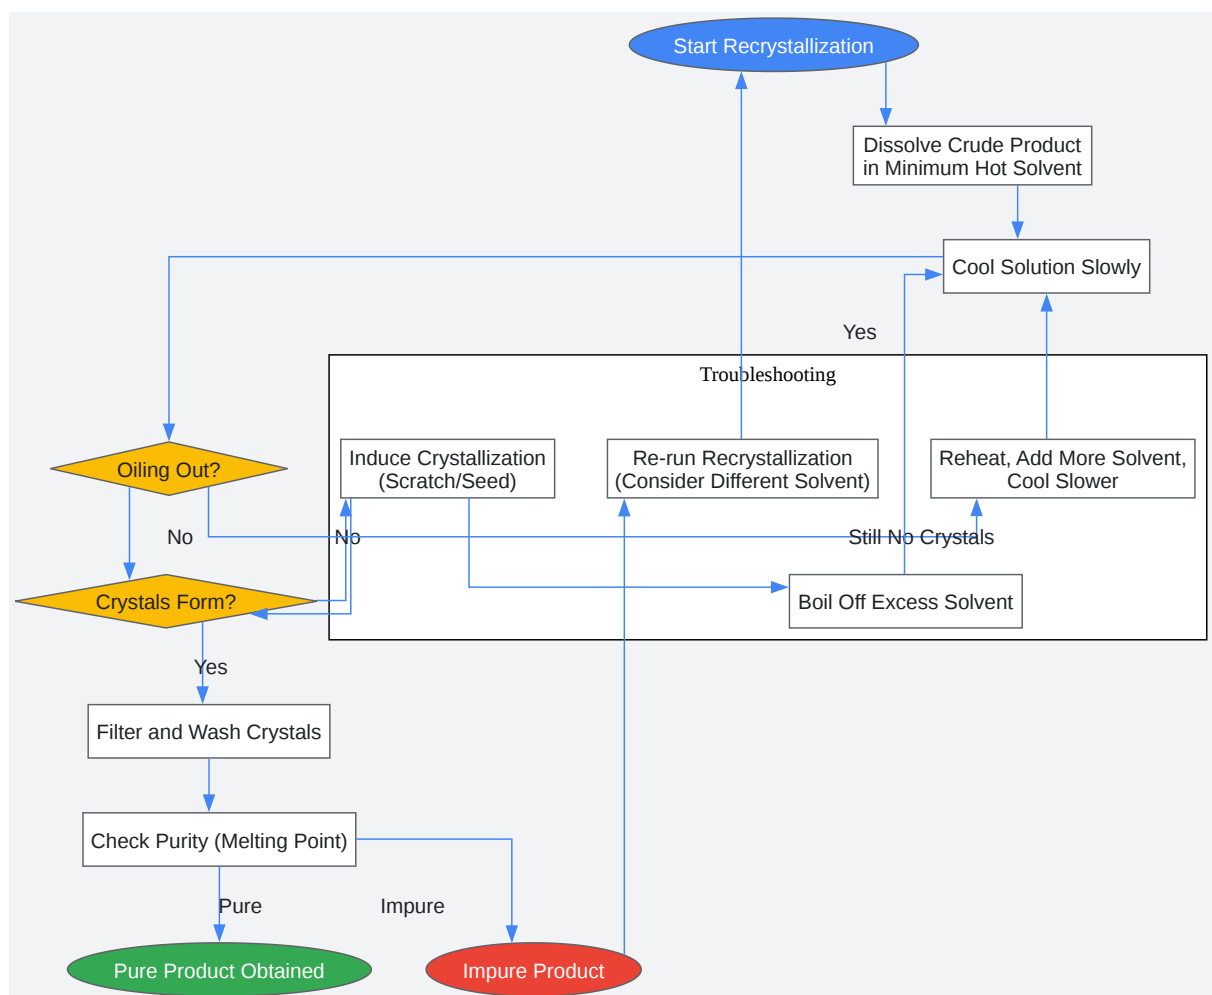 Start Recrystallization
Dissolve Crude Product
in Minimum Hot Solvent
Cool Solution Slowly
Yes
Troubleshooting
Oiling Out?
Induce Crystallization
(Scratch/Seed)
Re-run Recrystallization
(Consider Different Solvent)
Reheat, Add More Solvent,
Cool Slower
No
No
Still No Crystals
Crystals Form?
Boil Off Excess Solvent
Yes
Filter and Wash Crystals
Check Purity (Melting Point)
Pure
Impure
Pure Product Obtained
Impure Product